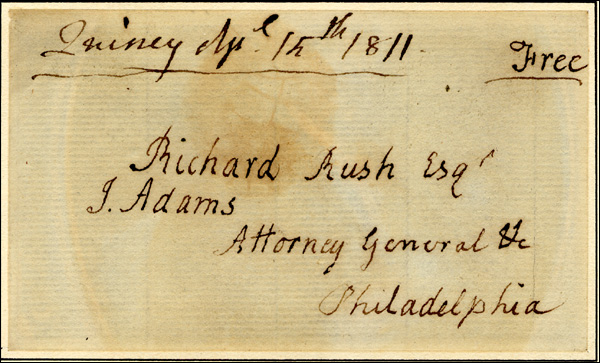 Quincy Apl. 15th 1811.
Free
Richard Rush Esqr
J. Adams
Attorney General &c
Philadelphia